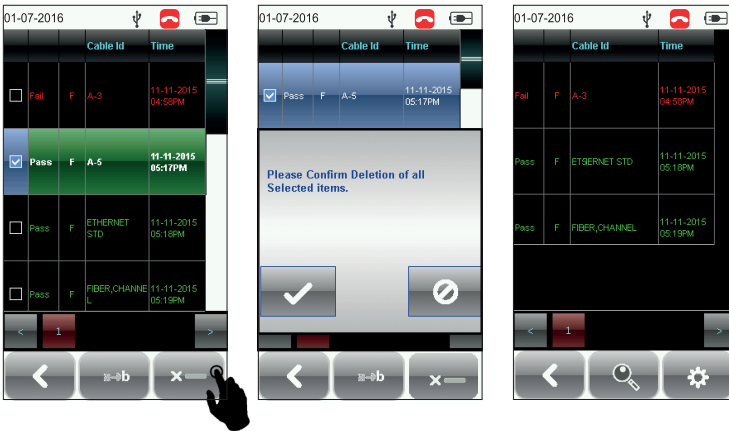 01-07-2016
Cable Id Time
Fail F A-3 11-11-2015
04:58PM
Pass F A-5 11-11-2015
05:17PM
Pass F ETHERNET
STD 11-11-2015
05:18PM
Pass F FIBER,CHANNE
L 11-11-2015
05:19PM
< 1 >
a b
x
01-07-2016
Cable Id Time
Pass F A-5 11-11-2015
05:17PM
Please Confirm Deletion of all
Selected items.
a b
x
01-07-2016
Cable Id Time
Fail F A-3 11-11-2015
04:58PM
Pass F ETSIERNET STD 11-11-2015
05:18PM
Pass F FIBER,CHANNEL 11-11-2015
05:19PM
< 1 >